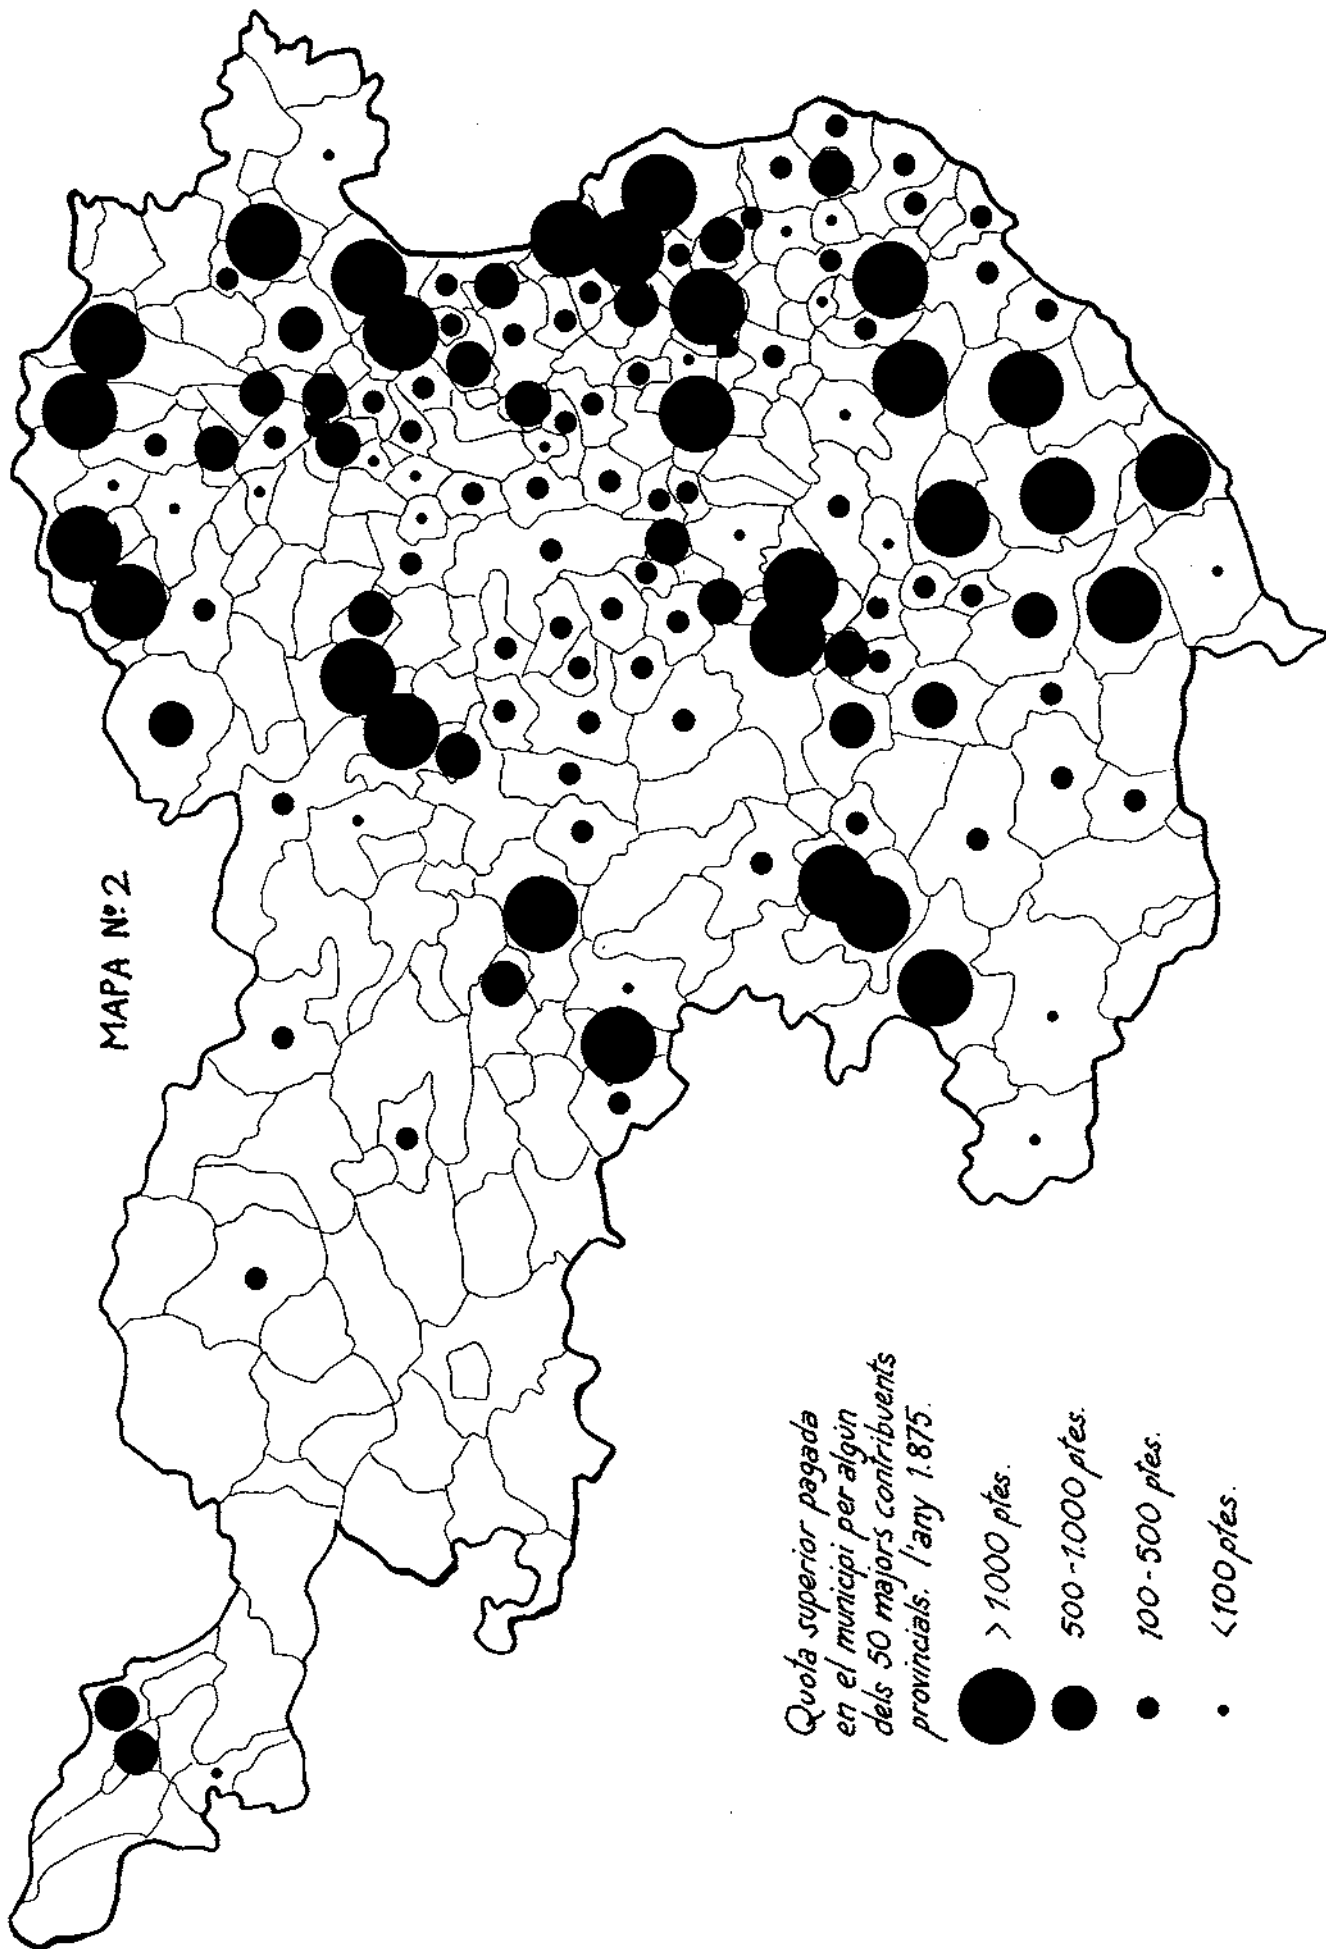 MAPA Nº 2
Quota superior pagada
en el municipi per algún
dels 50 majors contribuents
provincials. l'any 1.875.
> 1000 ptes.
500-1.000 ptes.
100-500 ptes.
<100 ptes.